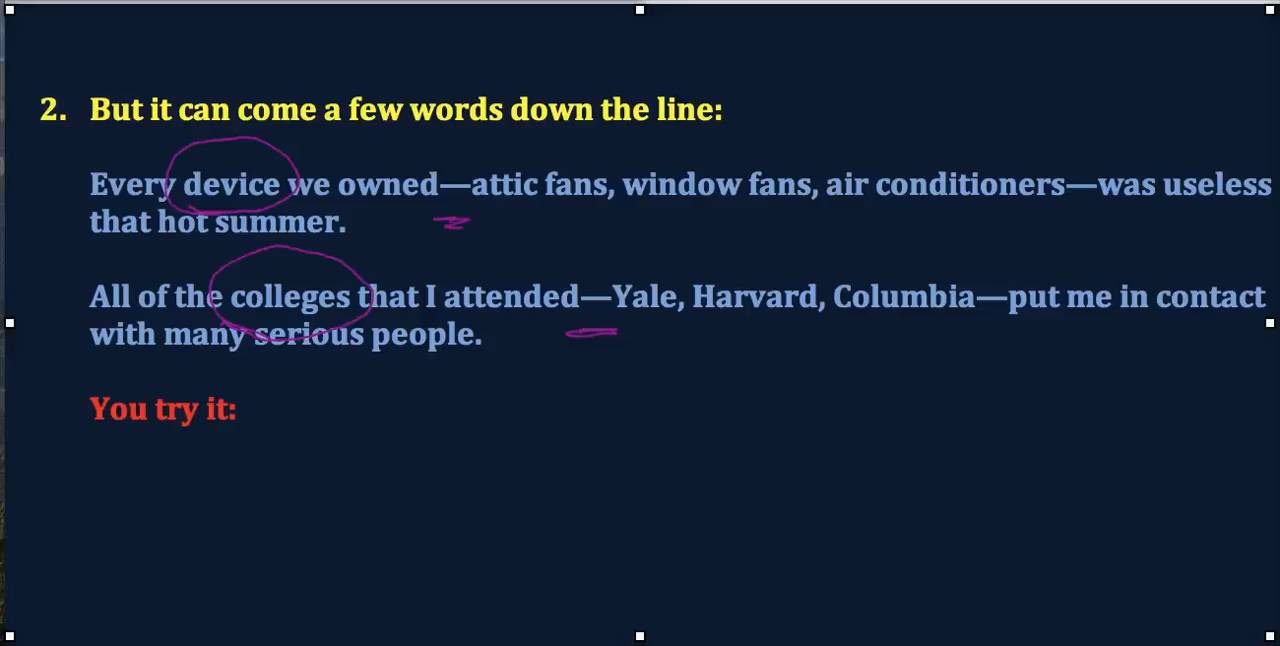 2. But it can come a few words down the line:
Every device we owned—attic fans, window fans, air conditioners—was useless
that hot summer.
All of the colleges that I attended—Yale, Harvard, Columbia—put me in contact
with many serious people.
You try it: